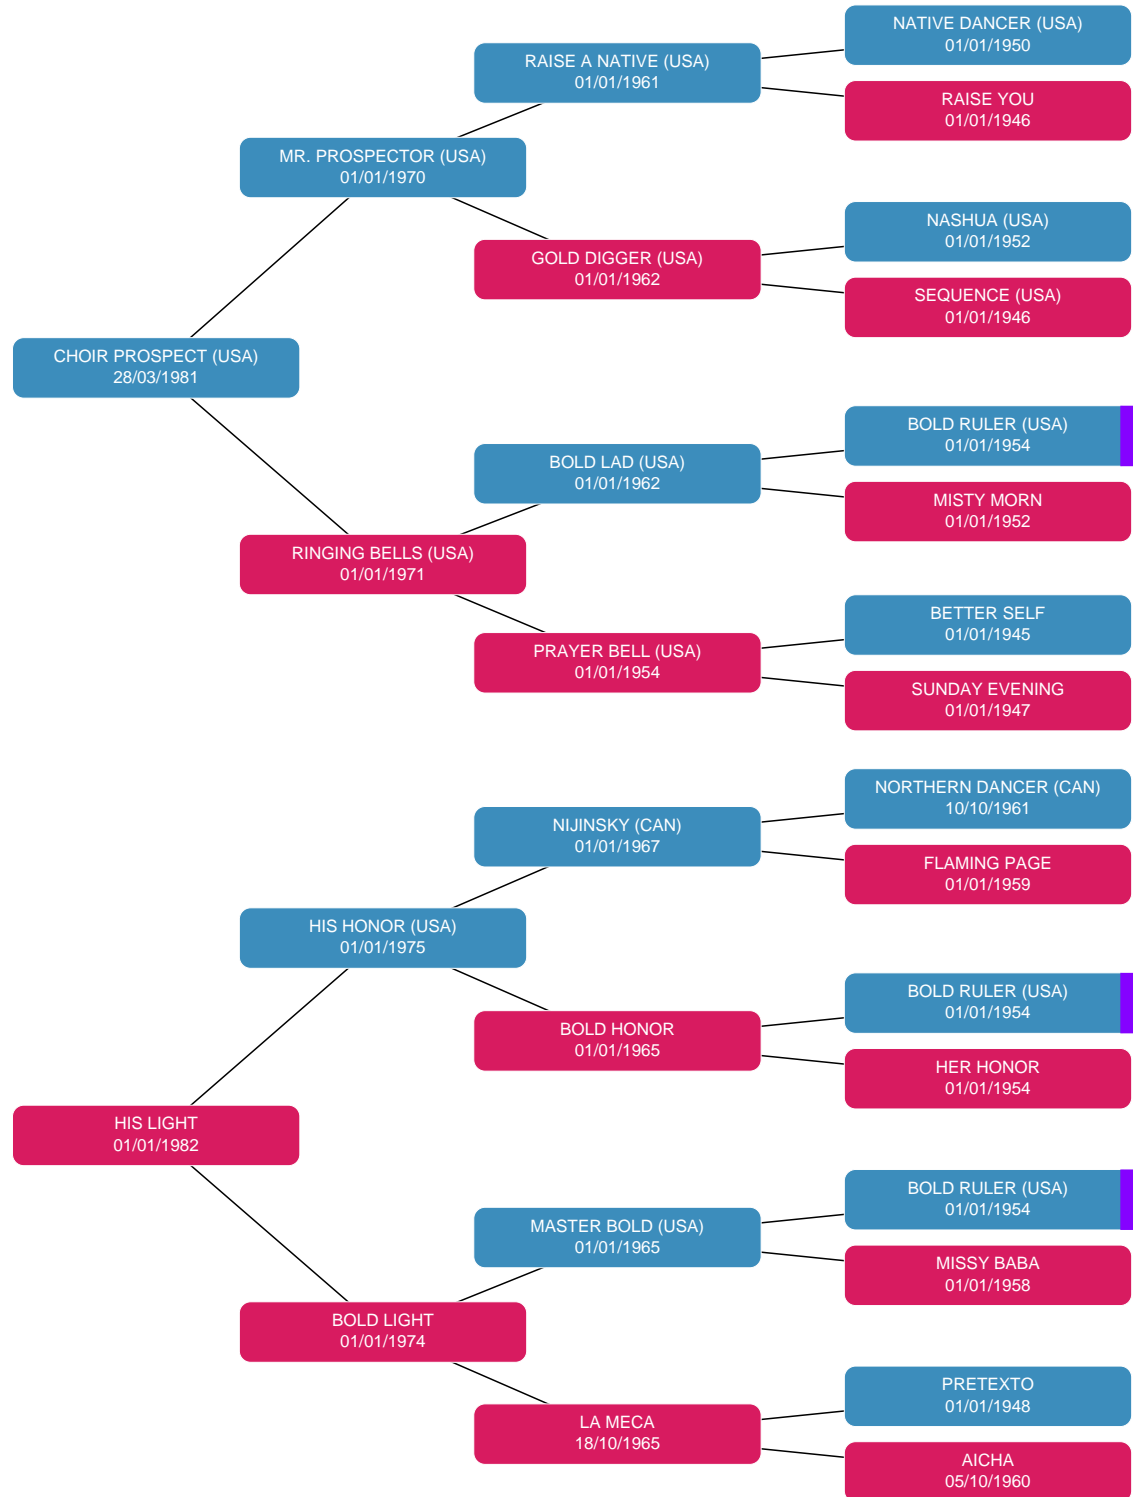 NATIVE DANCER (USA)
01/01/1950
RAISE A NATIVE (USA)
01/01/1961
RAISE YOU
01/01/1946
MR. PROSPECTOR (USA)
01/01/1970
NASHUA (USA)
01/01/1952
GOLD DIGGER (USA)
01/01/1962
SEQUENCE (USA)
01/01/1946
CHOIR PROSPECT (USA)
28/03/1981
BOLD RULER (USA)
01/01/1954
BOLD LAD (USA)
01/01/1962
MISTY MORN
01/01/1952
RINGING BELLS (USA)
01/01/1971
BETTER SELF
01/01/1945
PRAYER BELL (USA)
01/01/1954
SUNDAY EVENING
01/01/1947
NORTHERN DANCER (CAN)
10/10/1961
NIJINSKY (CAN)
01/01/1967
FLAMING PAGE
01/01/1959
HIS HONOR (USA)
01/01/1975
BOLD RULER (USA)
01/01/1954
BOLD HONOR
01/01/1965
HER HONOR
01/01/1954
HIS LIGHT
01/01/1982
BOLD RULER (USA)
01/01/1954
MASTER BOLD (USA)
01/01/1965
MISSY BABA
01/01/1958
BOLD LIGHT
01/01/1974
PRETEXTO
01/01/1948
LA MECA
18/10/1965
AICHA
05/10/1960